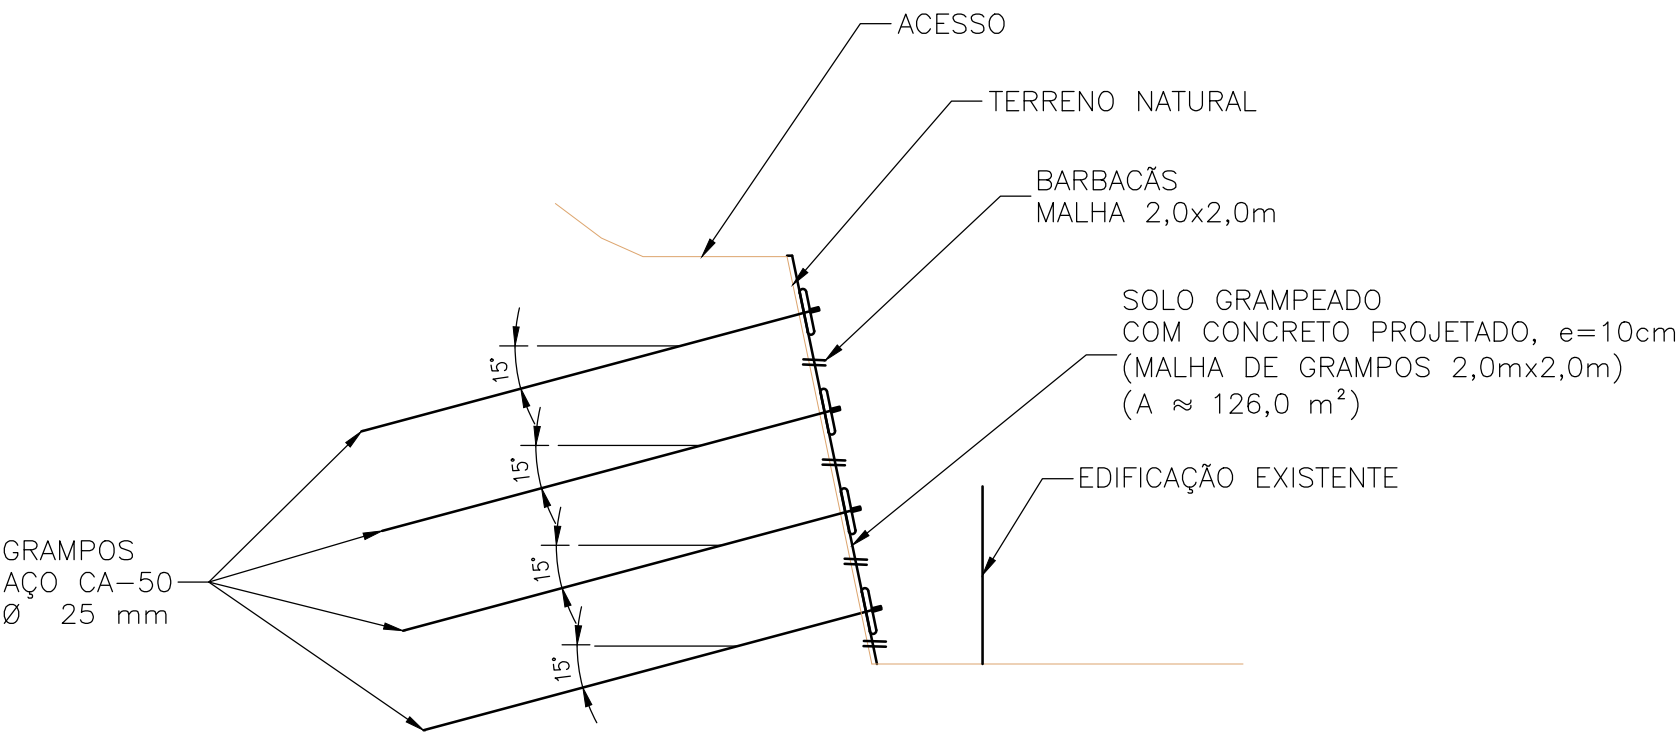 ACESSO
TERRENO NATURAL
BARBACÃS
MALHA 2,0x2,0m
SOLO GRAMPEADO
COM CONCRETO PROJETADO, e=10cm
(MALHA DE GRAMPOS 2,0mx2,0m)
(A ≈ 126,0 m²)
15°
15°
EDIFICAÇÃO EXISTENTE
GRAMPOS
AÇO CA-50
Ø 25 mm
15°
15°